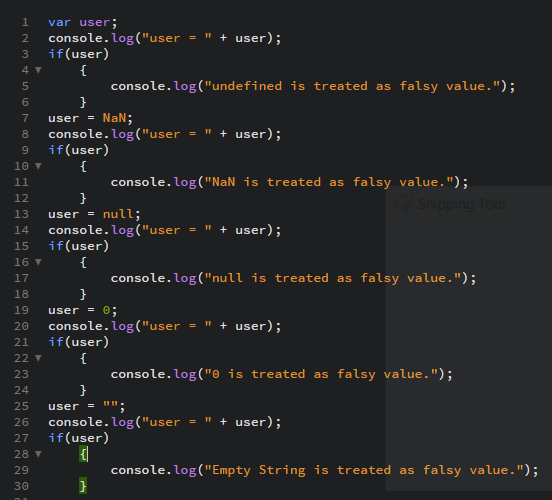 1 var user;
2 console.log("user = " + user);
3 if(user)
4 {
5 console.log("undefined is treated as falsy value.");
6 }
7 user = NaN;
8 console.log("user = " + user);
9 if(user)
10 {
11 console.log("NaN is treated as falsy value.");
12 }
13 user = null;
14 console.log("user = " + user);
15 if(user)
16 {
17 console.log("null is treated as falsy value.");
18 }
19 user = 0;
20 console.log("user = " + user);
21 if(user)
22 {
23 console.log("0 is treated as falsy value.");
24 }
25 user = "";
26 console.log("user = " + user);
27 if(user)
28 {
29 console.log("Empty String is treated as falsy value.");
30 }
Snipping Tool